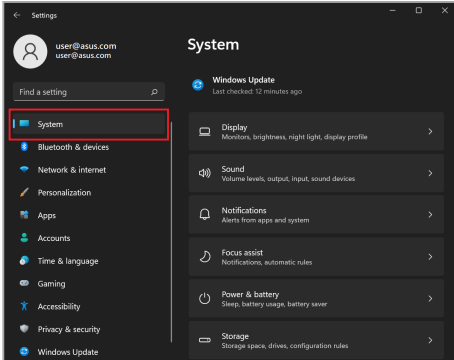 Settings
user@asus.com
user@asus.com
Find a setting
System
Bluetooth & devices
Network & internet
Personalization
Apps
Accounts
Time & language
Gaming
Accessibility
Privacy & security
Windows Update
System
Windows Update
Last checked: 12 minutes ago
Display
Monitors, brightness, night light, display profile
Sound
Volume levels, output, input, sound devices
Notifications
Alerts from apps and system
Focus assist
Notifications, automatic rules
Power & battery
Sleep, battery usage, battery saver
Storage
Storage space, drives, configuration rules